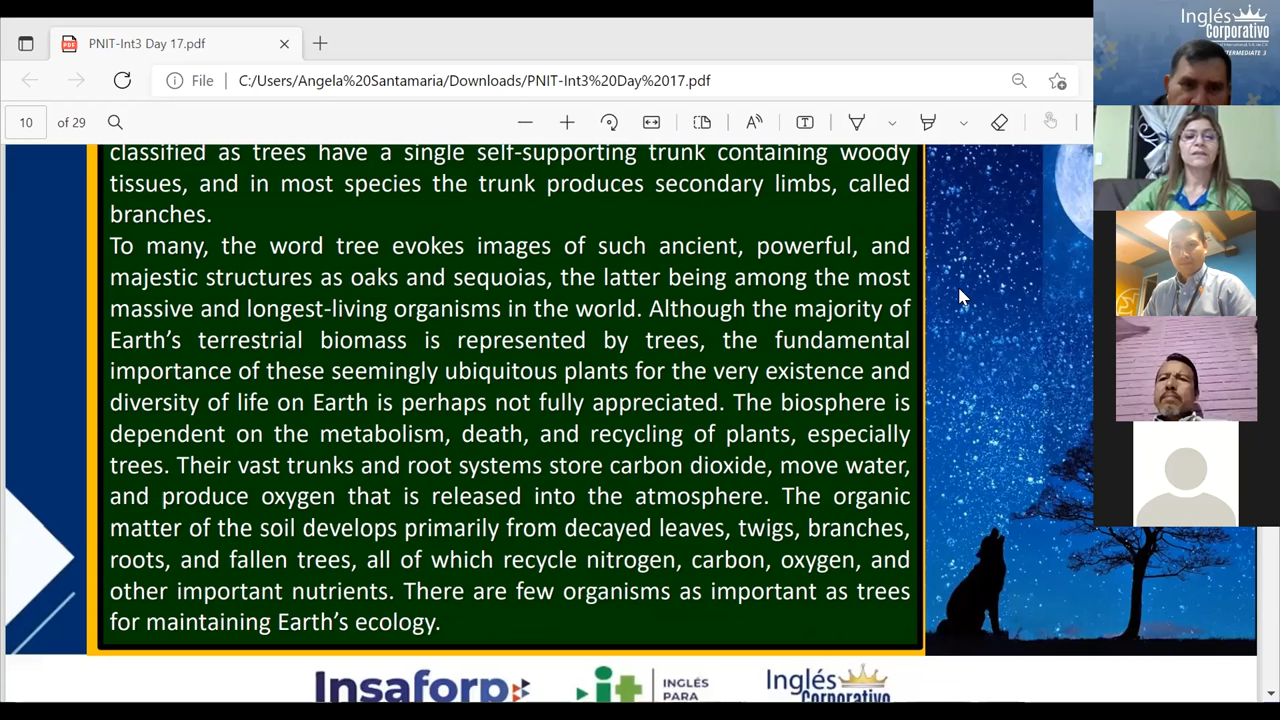 PNIT-Int3 Day 17.pdf
File
C:/Users/Angela%20Santamaria/Downloads/PNIT-Int3%20Day%2017.pdf
10 of 29
Inglés
Corporativo
INTERMEDIATE 3
classified as trees have a single self-supporting trunk containing woody
tissues, and in most species the trunk produces secondary limbs, called
branches.
To many, the word tree evokes images of such ancient, powerful, and
majestic structures as oaks and sequoias, the latter being among the most
massive and longest-living organisms in the world. Although the majority of
Earth’s terrestrial biomass is represented by trees, the fundamental
importance of these seemingly ubiquitous plants for the very existence and
diversity of life on Earth is perhaps not fully appreciated. The biosphere is
dependent on the metabolism, death, and recycling of plants, especially
trees. Their vast trunks and root systems store carbon dioxide, move water,
and produce oxygen that is released into the atmosphere. The organic
matter of the soil develops primarily from decayed leaves, twigs, branches,
roots, and fallen trees, all of which recycle nitrogen, carbon, oxygen, and
other important nutrients. There are few organisms as important as trees
for maintaining Earth’s ecology.
Insaforp
it
INGLÉS
PARA
Inglés
Corporativo